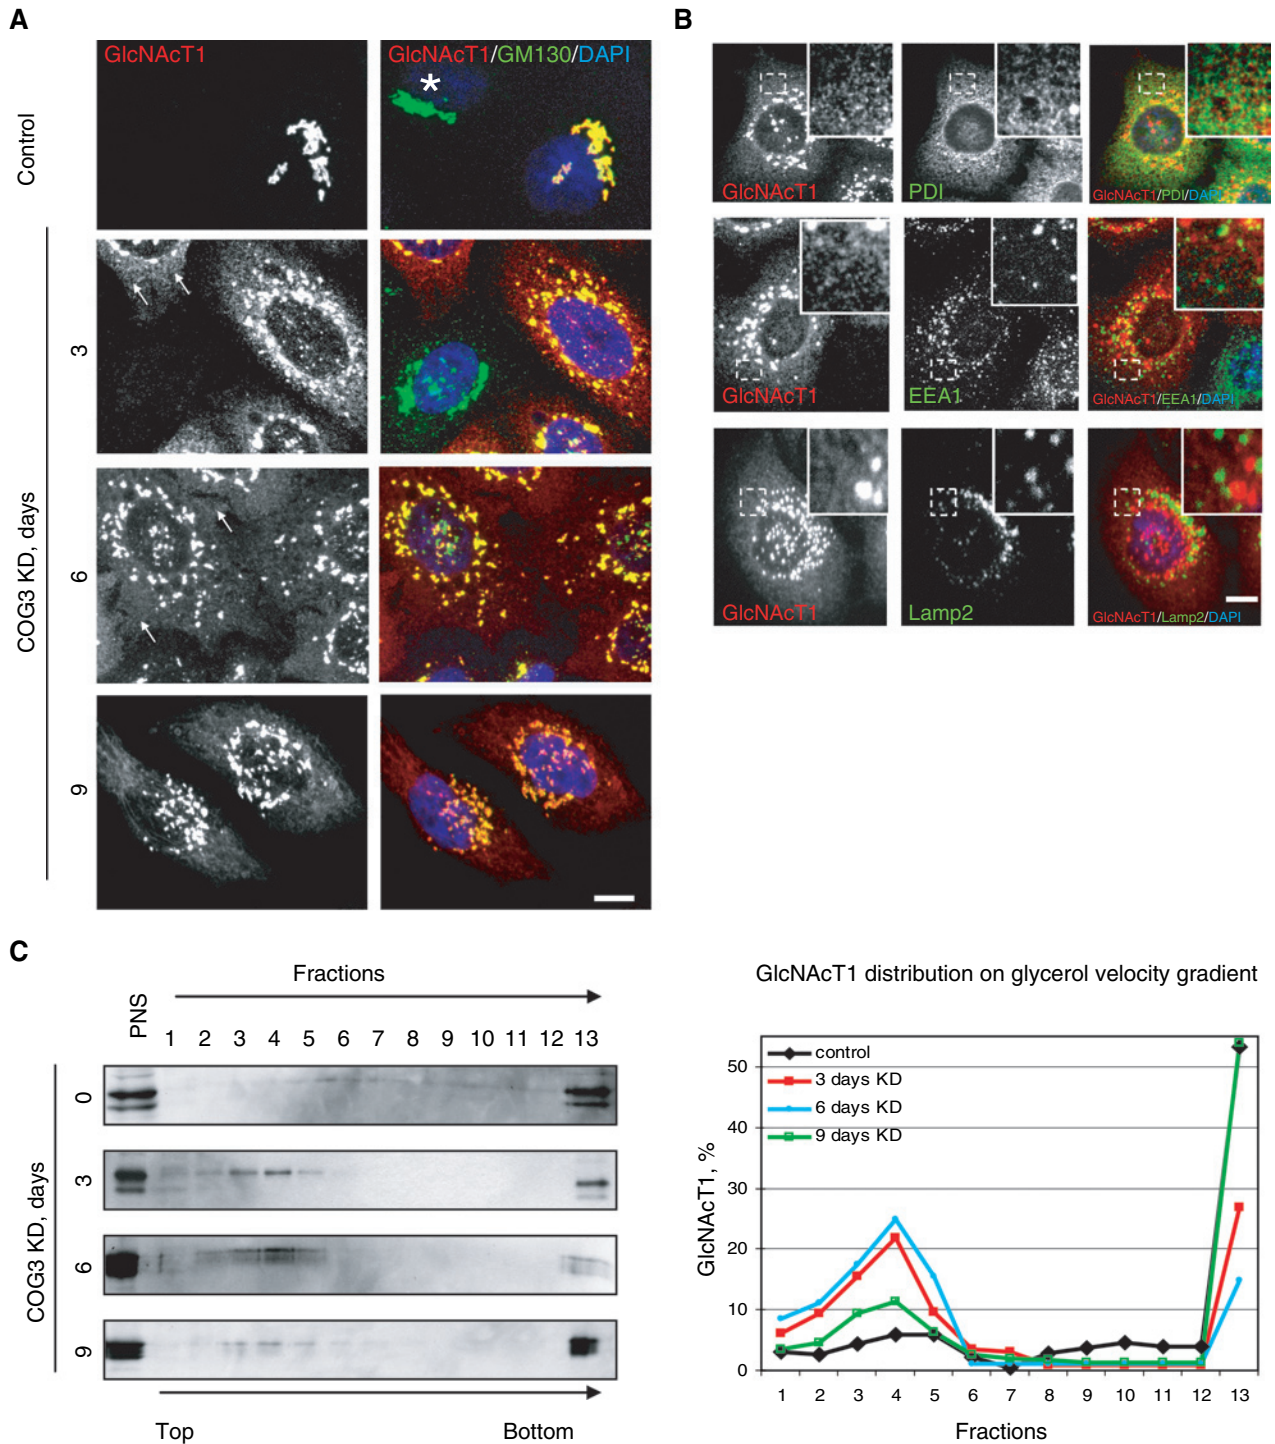 A
GlcNAcT1
GlcNAcT1/GM130/DAPI
*
Control
COG3 KD, days
3
6
9
B
GlcNAcT1
PDI
GlcNAcT1/PDI/DAPI
GlcNAcT1
EEA1
GlcNAcT1/EEA1/DAPI
GlcNAcT1
Lamp2
GlcNAcT1/Lamp2/DAPI
C
Fractions
PNS 1 2 3 4 5 6 7 8 9 10 11 12 13
COG3 KD, days
0
3
6
9
Top Bottom
GlcNAcT1 distribution on glycerol velocity gradient
control
3 days KD
6 days KD
9 days KD
GlcNAcT1, %
50
40
30
20
10
0
1 2 3 4 5 6 7 8 9 10 11 12 13
Fractions